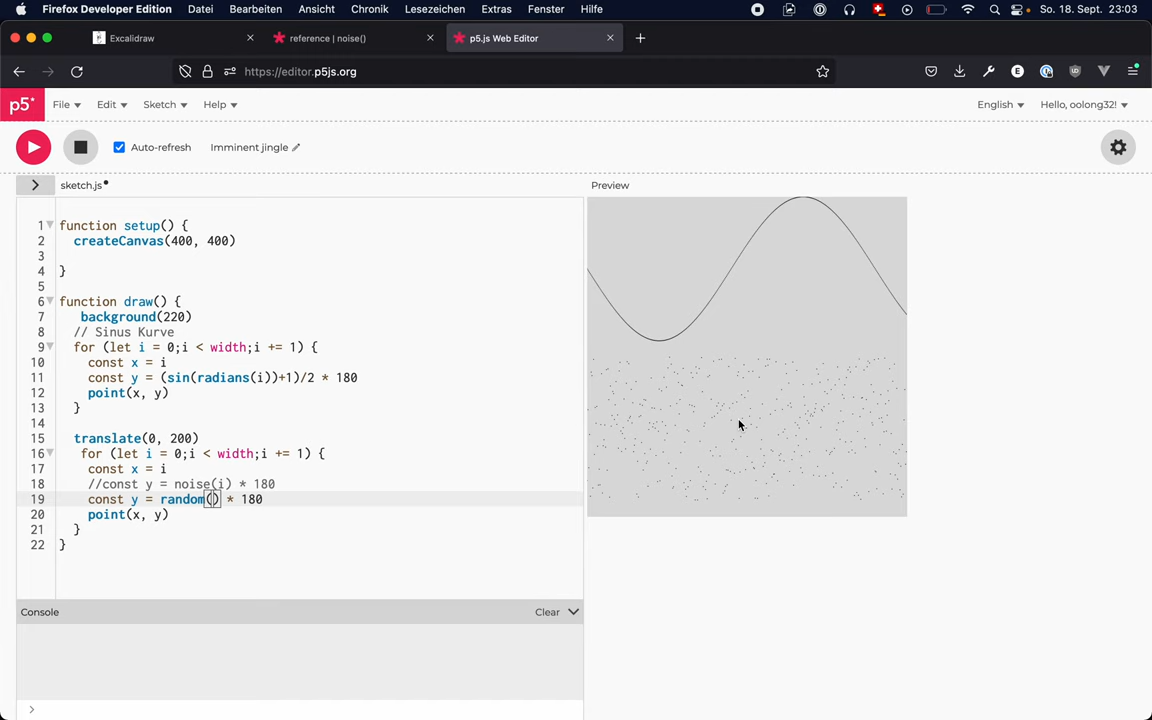 Firefox Developer Edition Datei Bearbeiten Ansicht Chronik Lesezeichen Extras Fenster Hilfe So. 18. Sept. 23:03
Excalidraw reference | noise() p5.js Web Editor
https://editor.p5js.org
p5* File Edit Sketch Help English Hello, oolong32!
Auto-refresh Imminent jingle
sketch.js Preview
1 function setup() {
2 createCanvas(400, 400)
3
4 }
5
6 function draw() {
7 background(220)
8 // Sinus Kurve
9 for (let i = 0;i < width;i += 1) {
10 const x = i
11 const y = (sin(radians(i))+1)/2 * 180
12 point(x, y)
13 }
14
15 translate(0, 200)
16 for (let i = 0;i < width;i += 1) {
17 const x = i
18 //const y = noise(i) * 180
19 const y = random() * 180
20 point(x, y)
21 }
22 }
Console Clear